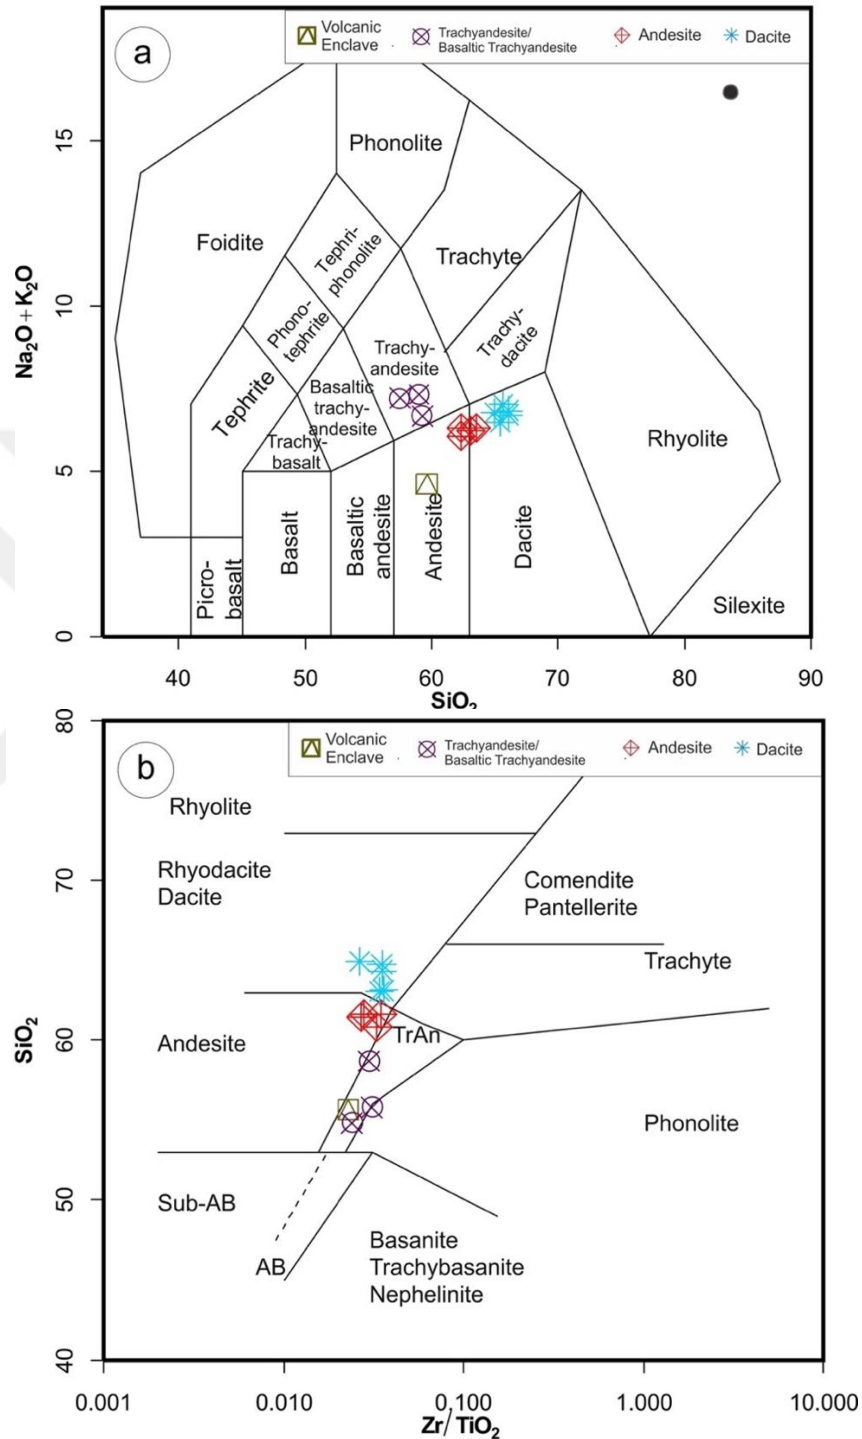 a
Volcanic
Enclave
Trachyandesite/
Basaltic Trachyandesite
Andesite
Dacite
Na₂O+K₂O
15
10
5
0
Phonolite
Foidite
Tephri-
phonolite
Trachyte
Phono-
tephrite
Trachy-
andesite
Trachy-
dacite
Tephrite
Basaltic
trachy-
andesite
Trachy-
basalt
Rhyolite
Picro-
basalt
Basalt
Basaltic
andesite
Andesite
Dacite
Silexite
40 50 60 70 80 90
SiO₂
b
Volcanic
Enclave
Trachyandesite/
Basaltic Trachyandesite
Andesite
Dacite
SiO₂
80
70
60
50
40
Rhyolite
Rhyodacite
Dacite
Comendite
Pantellerite
Trachyte
Andesite
TrAn
Phonolite
Sub-AB
AB
Basanite
Trachybasanite
Nephelinite
0.001 0.010 0.100 1.000 10.000
Zr/TiO₂